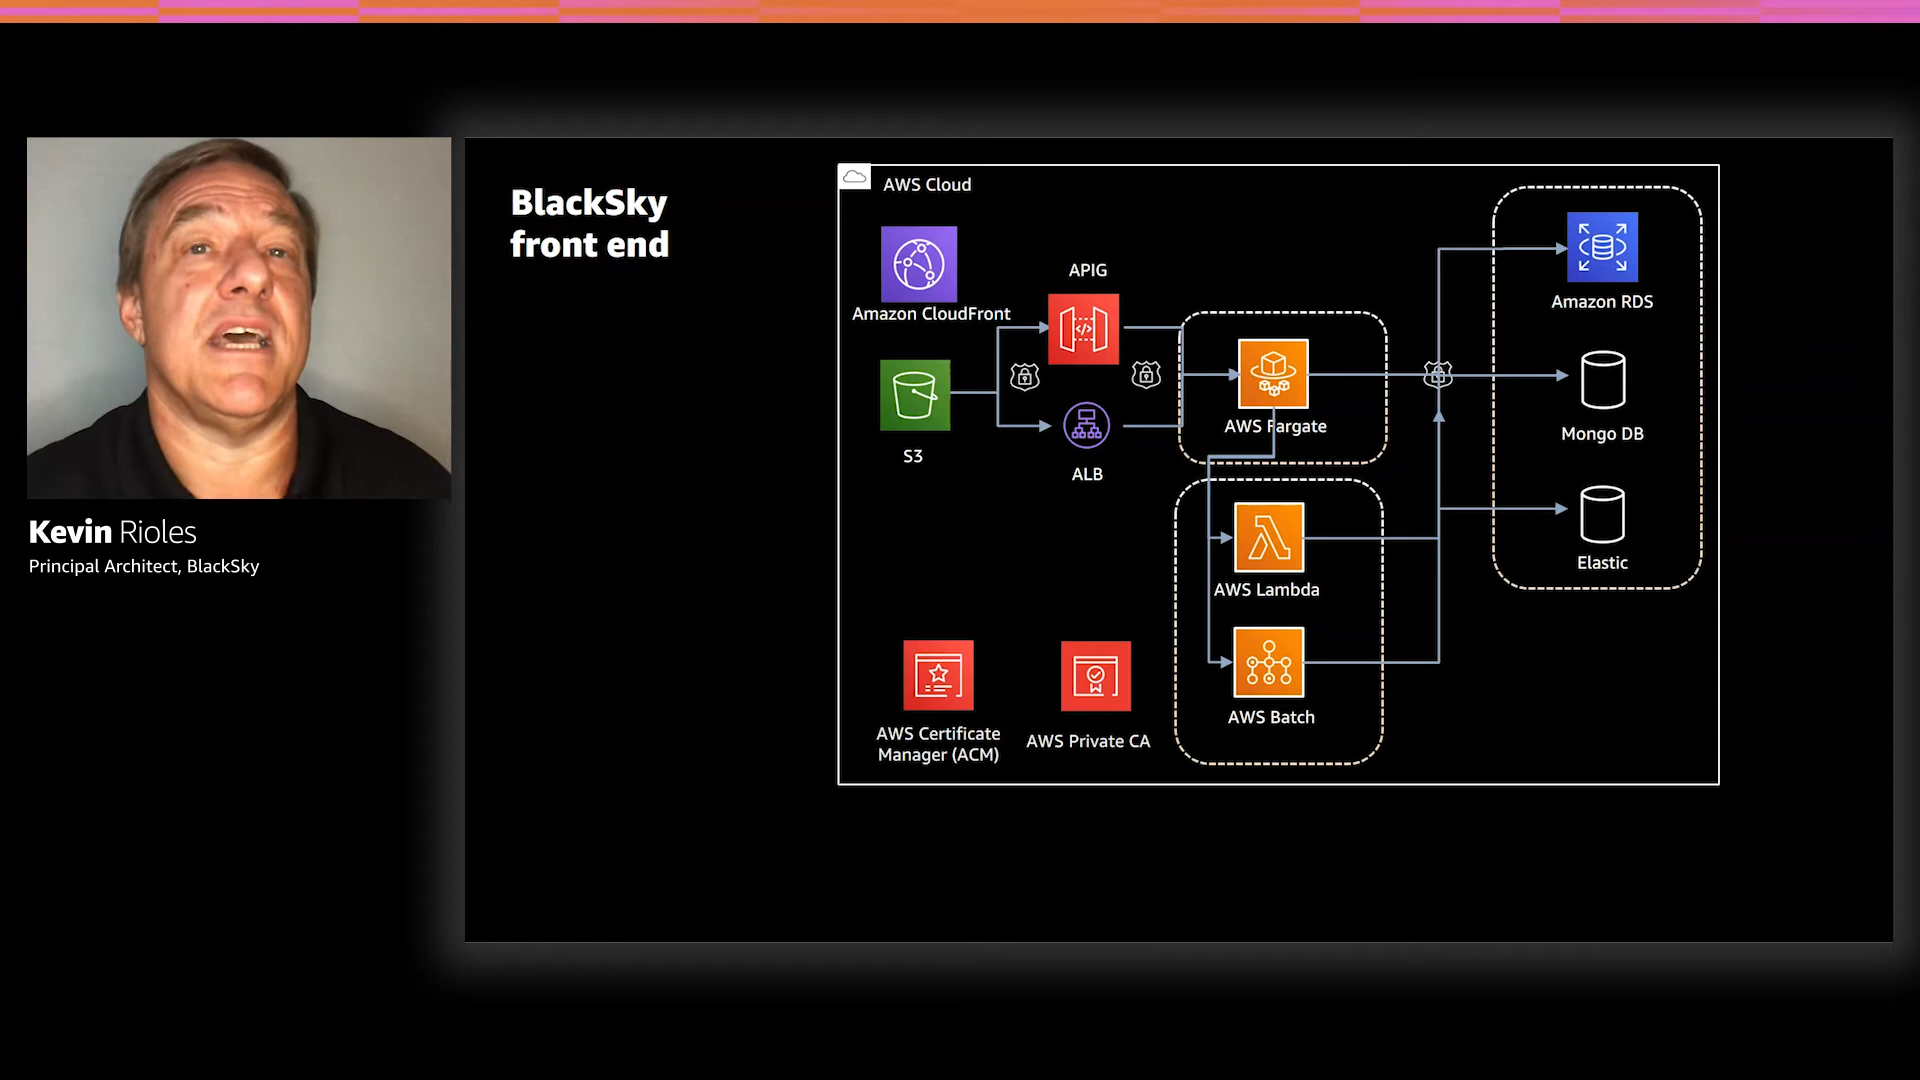 BlackSky
front end
AWS Cloud
Amazon CloudFront
S3
APIG
ALB
AWS Fargate
AWS Lambda
AWS Batch
Amazon RDS
Mongo DB
Elastic
AWS Certificate
Manager (ACM)
AWS Private CA
Kevin Rioles
Principal Architect, BlackSky